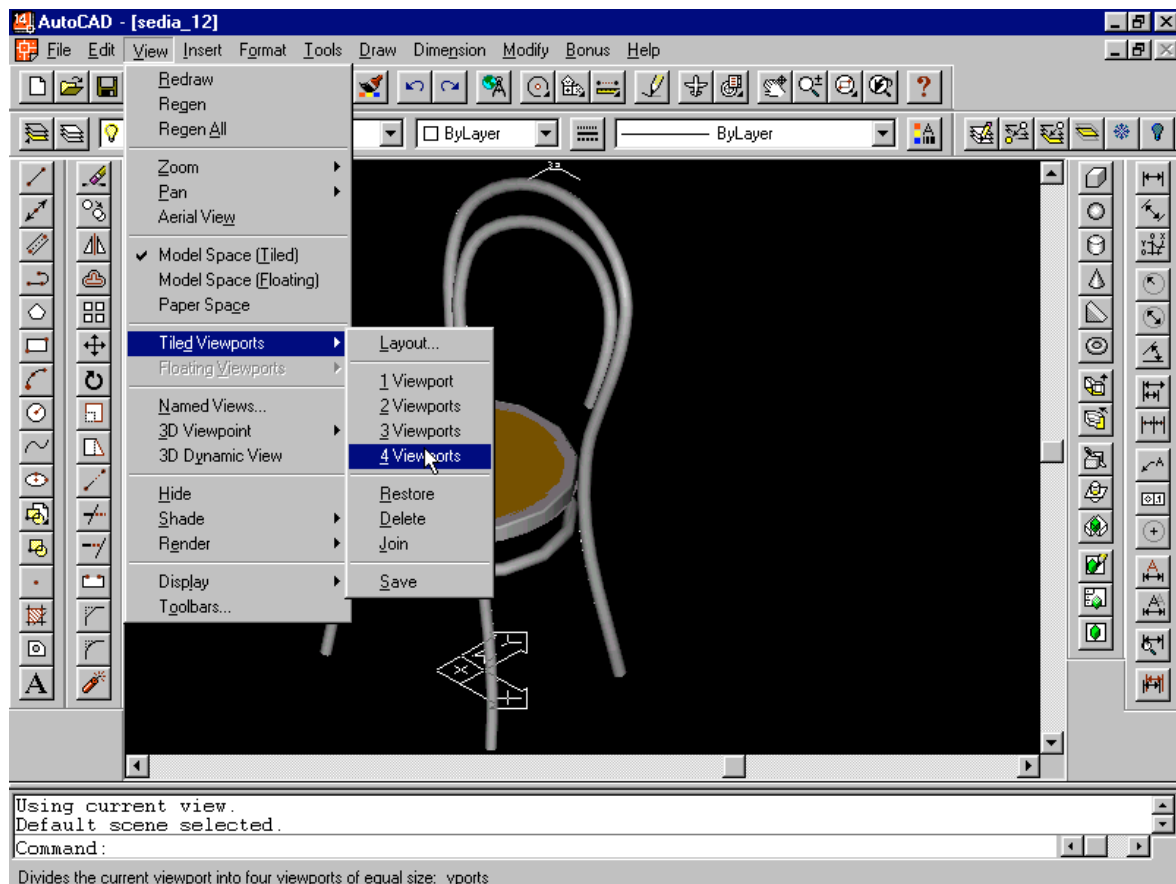 AutoCAD - [sedia_12]
File Edit View Insert Format Tools Draw Dimension Modify Bonus Help
Redraw
Regen
Regen All
ByLayer
ByLayer
Zoom
Pan
Aerial View
Model Space (Tiled)
Model Space (Floating)
Paper Space
Tiled Viewports
Floating Viewports
Named Views...
3D Viewpoint
3D Dynamic View
Hide
Shade
Render
Display
Toolbars...
Layout...
1 Viewport
2 Viewports
3 Viewports
4 Viewports
Restore
Delete
Join
Save
Using current view.
Default scene selected.
Command:
Divides the current viewport into four viewports of equal size: vports